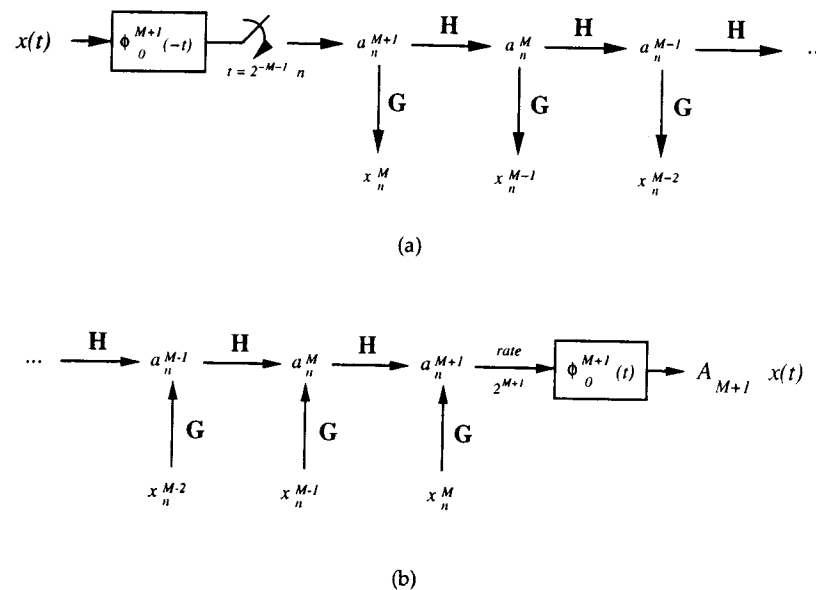 H H H
x(t) ϕ_0^{M+1}(-t) a_n^{M+1} a_n^M a_n^{M-1} ..
t = 2^{-M-1} n
G G G
x_n^M x_n^{M-1} x_n^{M-2}
(a)
H H H rate
... a_n^{M-1} a_n^M a_n^{M+1} 2^{M+1} ϕ_0^{M+1}(t) A_{M+1} x(t)
G G G
x_n^{M-2} x_n^{M-1} x_n^M
(b)